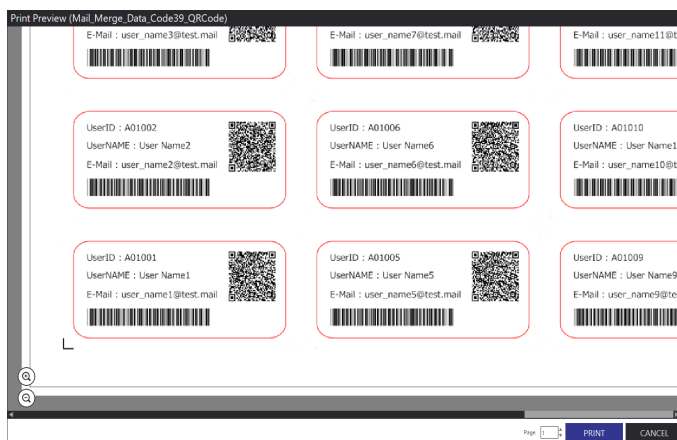 Print Preview (Mail_Merge_Data_Code39_QRCode)
E-Mail : user_name3@test.mail
E-Mail : user_name7@test.mail
E-Mail : user_name11@t
UserID : A01002
UserNAME : User Name2
E-Mail : user_name2@test.mail
UserID : A01006
UserNAME : User Name6
E-Mail : user_name6@test.mail
UserID : A01010
UserNAME : User Name1
E-Mail : user_name10@t
UserID : A01001
UserNAME : User Name1
E-Mail : user_name1@test.mail
UserID : A01005
UserNAME : User Name5
E-Mail : user_name5@test.mail
UserID : A01009
UserNAME : User Name9
E-Mail : user_name9@te
Page 1
PRINT
CANCEL